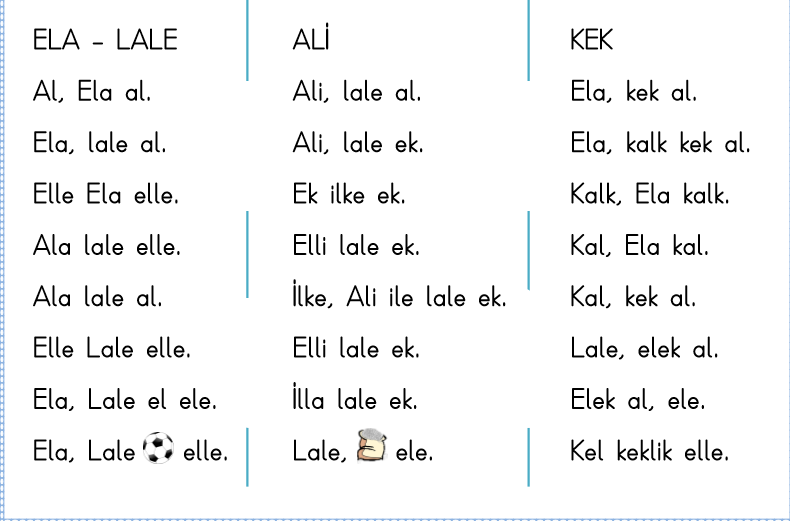 ELA – LALE
Al, Ela al.
Ela, lale al.
Elle Ela elle.
Ala lale elle.
Ala lale al.
Elle Lale elle.
Ela, Lale el ele.
Ela, Lale elle.
ALİ
Ali, lale al.
Ali, lale ek.
Ek ilke ek.
Elli lale ek.
İlke, Ali ile lale ek.
Elli lale ek.
İlla lale ek.
Lale, ele.
KEK
Ela, kek al.
Ela, kalk kek al.
Kalk, Ela kalk.
Kal, Ela kal.
Kal, kek al.
Lale, elek al.
Elek al, ele.
Kel keklik elle.